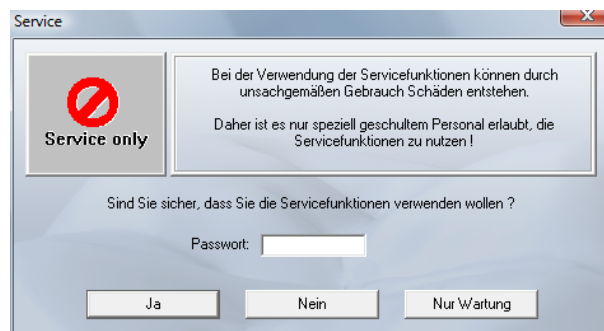 Service
Service only
Bei der Verwendung der Servicefunktionen können durch
unsachgemäßen Gebrauch Schäden entstehen.
Daher ist es nur speziell geschultem Personal erlaubt, die
Servicefunktionen zu nutzen !
Sind Sie sicher, dass Sie die Servicefunktionen verwenden wollen ?
Passwort:
Ja
Nein
Nur Wartung